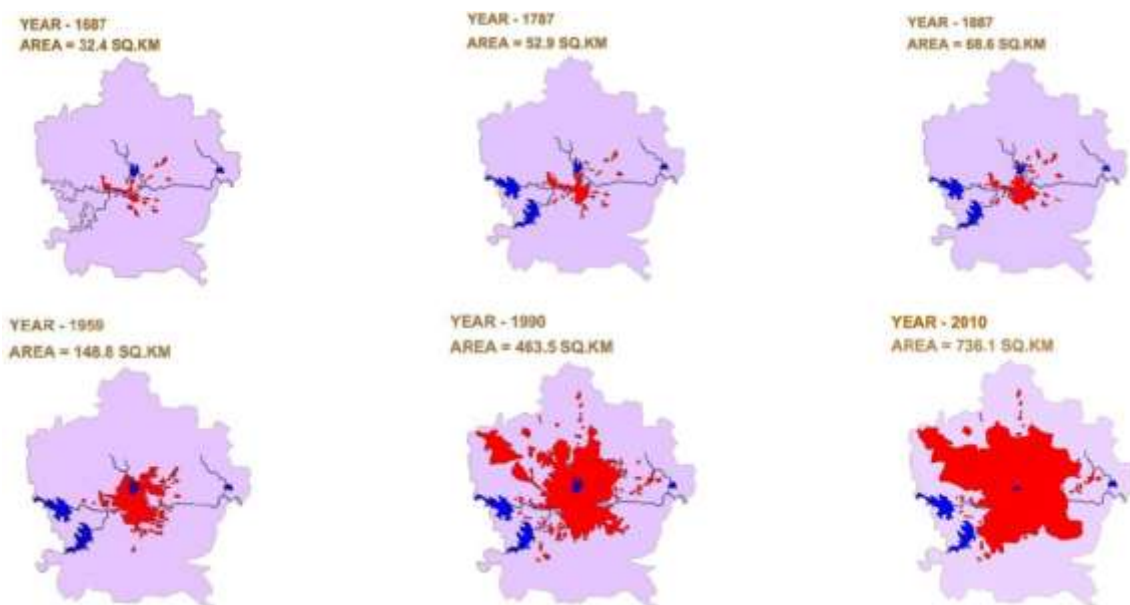 YEAR - 1687
AREA = 32.4 SQ.KM
YEAR - 1787
AREA = 52.9 SQ.KM
YEAR - 1887
AREA = 68.6 SQ.KM
YEAR - 1959
AREA = 148.8 SQ.KM
YEAR - 1990
AREA = 463.5 SQ.KM
YEAR - 2010
AREA = 736.1 SQ.KM